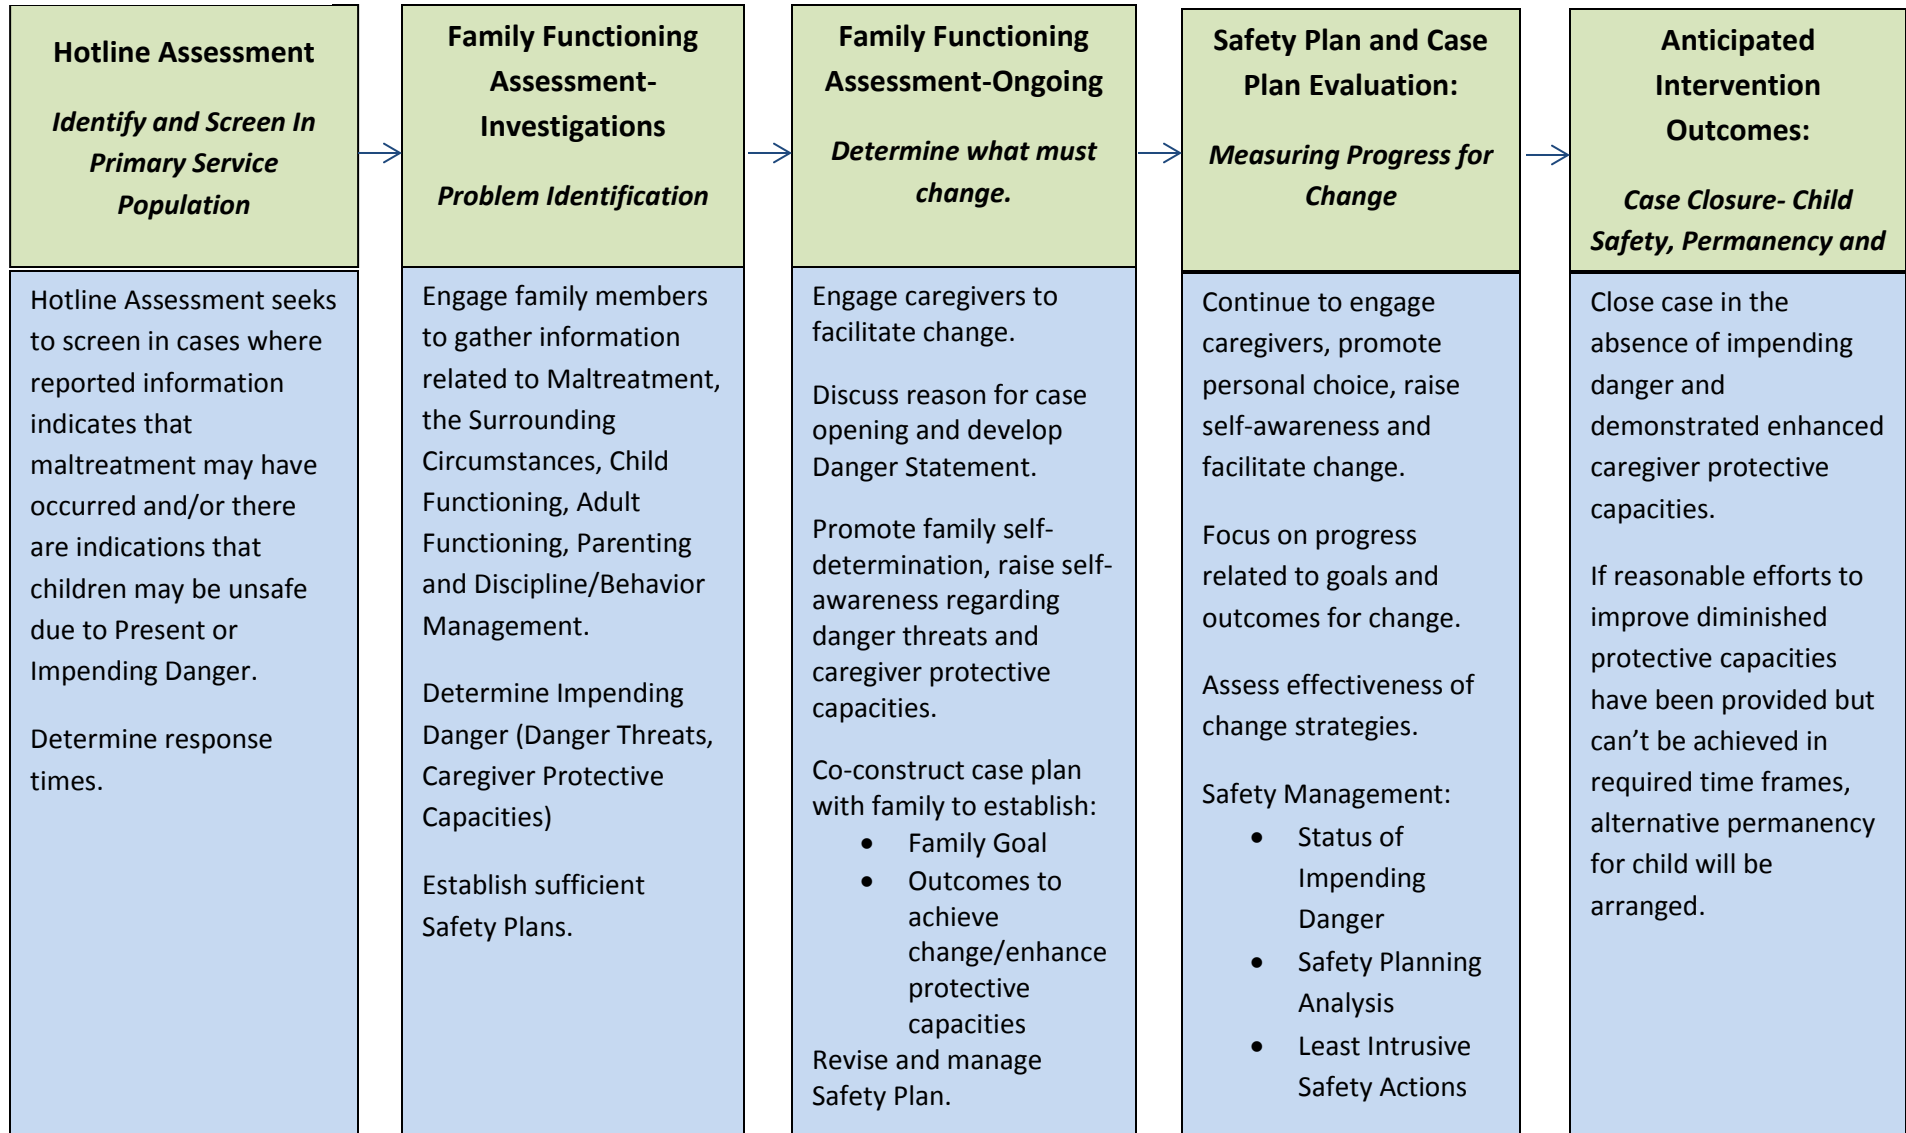 Hotline Assessment
Identify and Screen In
Primary Service
Population
Hotline Assessment seeks
to screen in cases where
reported information
indicates that
maltreatment may have
occurred and/or there
are indications that
children may be unsafe
due to Present or
Impending Danger.
Determine response
times.
Family Functioning
Assessment-
Investigations
Problem Identification
Engage family members
to gather information
related to Maltreatment,
the Surrounding
Circumstances, Child
Functioning, Adult
Functioning, Parenting
and Discipline/Behavior
Management.
Determine Impending
Danger (Danger Threats,
Caregiver Protective
Capacities)
Establish sufficient
Safety Plans.
Family Functioning
Assessment-Ongoing
Determine what must
change.
Engage caregivers to
facilitate change.
Discuss reason for case
opening and develop
Danger Statement.
Promote family self-
determination, raise self-
awareness regarding
danger threats and
caregiver protective
capacities.
Co-construct case plan
with family to establish:
• Family Goal
• Outcomes to
achieve
change/enhance
protective
capacities
Revise and manage
Safety Plan.
Safety Plan and Case
Plan Evaluation:
Measuring Progress for
Change
Continue to engage
caregivers, promote
personal choice, raise
self-awareness and
facilitate change.
Focus on progress
related to goals and
outcomes for change.
Assess effectiveness of
change strategies.
Safety Management:
• Status of
Impending
Danger
• Safety Planning
Analysis
• Least Intrusive
Safety Actions
Anticipated
Intervention
Outcomes:
Case Closure- Child
Safety, Permanency and
Close case in the
absence of impending
danger and
demonstrated enhanced
caregiver protective
capacities.
If reasonable efforts to
improve diminished
protective capacities
have been provided but
can’t be achieved in
required time frames,
alternative permanency
for child will be
arranged.